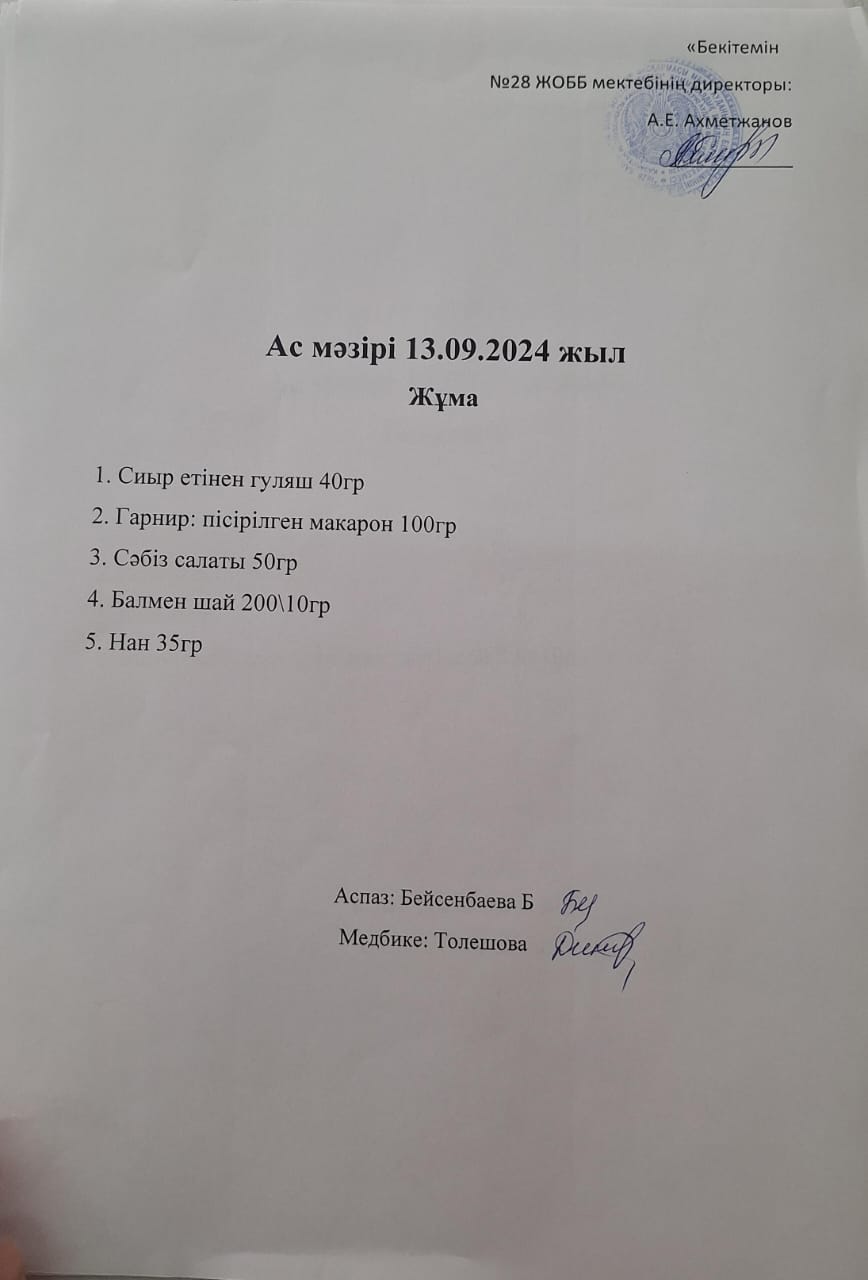 «Бекітемін
№28 ЖОББ мектебінің директоры:
А.Е. Ахметжанов
Ас мәзірі 13.09.2024 жыл
Жұма
1. Сиыр етінен гуляш 40гр
2. Гарнир: пісірілген макарон 100гр
3. Сәбіз салаты 50гр
4. Балмен шай 200\10гр
5. Нан 35гр
Аспаз: Бейсенбаева Б
Медбике: Толешова